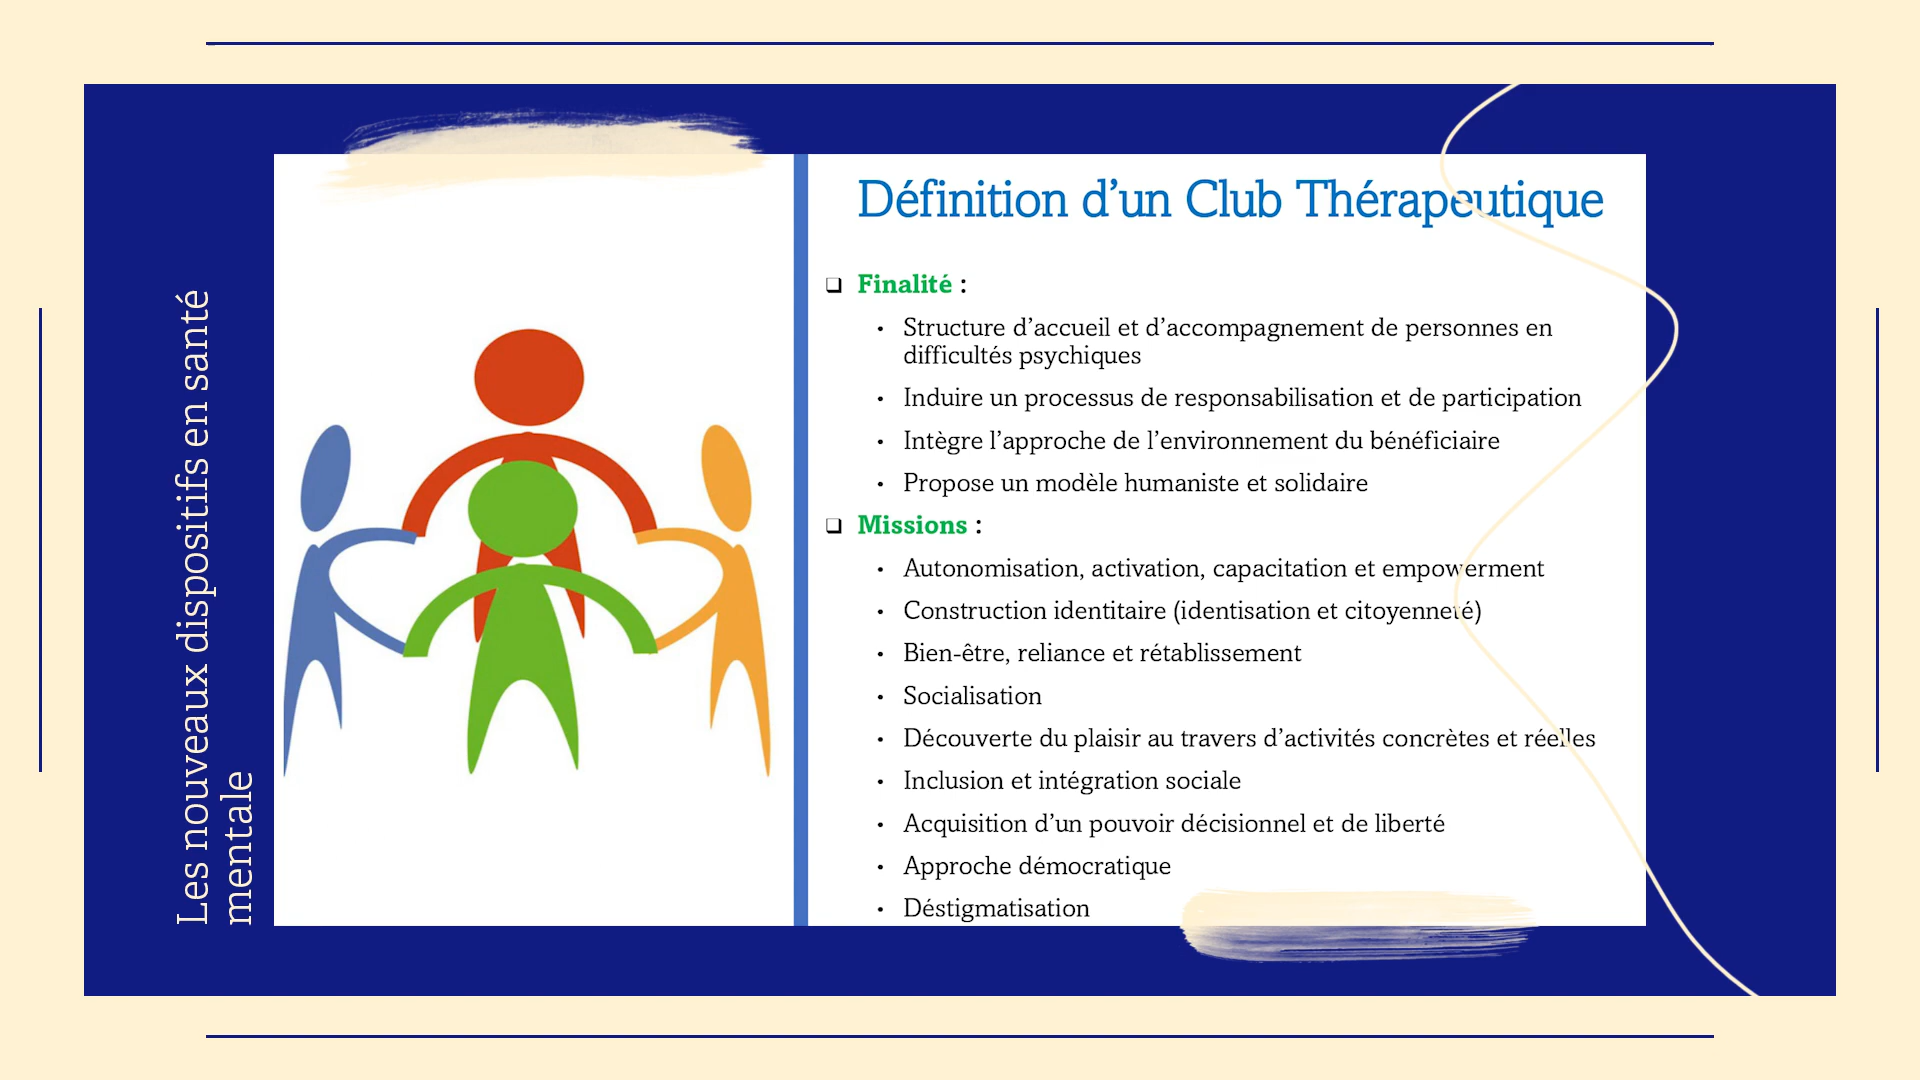 Les nouveaux dispositifs en santé
mentale
Définition d’un Club Thérapeutique
❑ Finalité :
• Structure d’accueil et d’accompagnement de personnes en
difficultés psychiques
• Induire un processus de responsabilisation et de participation
• Intègre l’approche de l’environnement du bénéficiaire
• Propose un modèle humaniste et solidaire
❑ Missions :
• Autonomisation, activation, capacitation et empowerment
• Construction identitaire (identisation et citoyenneté)
• Bien-être, reliance et rétablissement
• Socialisation
• Découverte du plaisir au travers d’activités concrètes et réelles
• Inclusion et intégration sociale
• Acquisition d’un pouvoir décisionnel et de liberté
• Approche démocratique
• Déstigmatisation